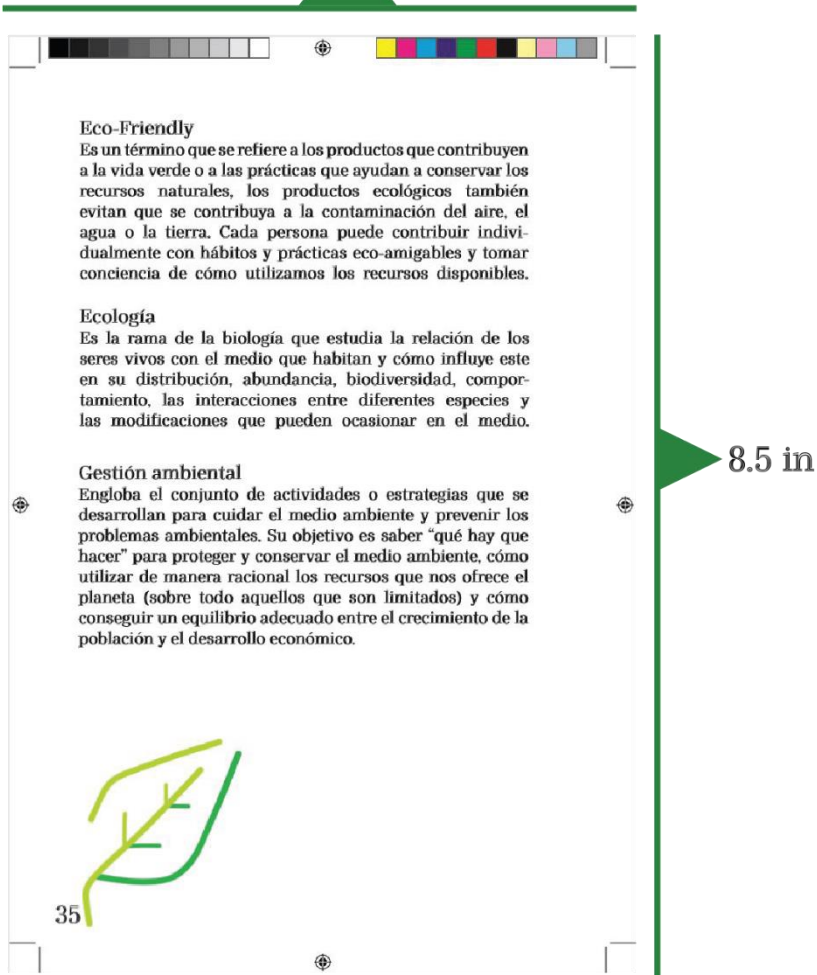 Eco-Friendly
Es un término que se refiere a los productos que contribuyen
a la vida verde o a las prácticas que ayudan a conservar los
recursos naturales, los productos ecológicos también
evitan que se contribuya a la contaminación del aire, el
agua o la tierra. Cada persona puede contribuir indivi-
dualmente con hábitos y prácticas eco-amigables y tomar
conciencia de cómo utilizamos los recursos disponibles.
Ecología
Es la rama de la biología que estudia la relación de los
seres vivos con el medio que habitan y cómo influye este
en su distribución, abundancia, biodiversidad, compor-
tamiento, las interacciones entre diferentes especies y
las modificaciones que pueden ocasionar en el medio.
Gestión ambiental
Engloba el conjunto de actividades o estrategias que se
desarrollan para cuidar el medio ambiente y prevenir los
problemas ambientales. Su objetivo es saber “qué hay que
hacer” para proteger y conservar el medio ambiente, cómo
utilizar de manera racional los recursos que nos ofrece el
planeta (sobre todo aquellos que son limitados) y cómo
conseguir un equilibrio adecuado entre el crecimiento de la
población y el desarrollo económico.
8.5 in
35